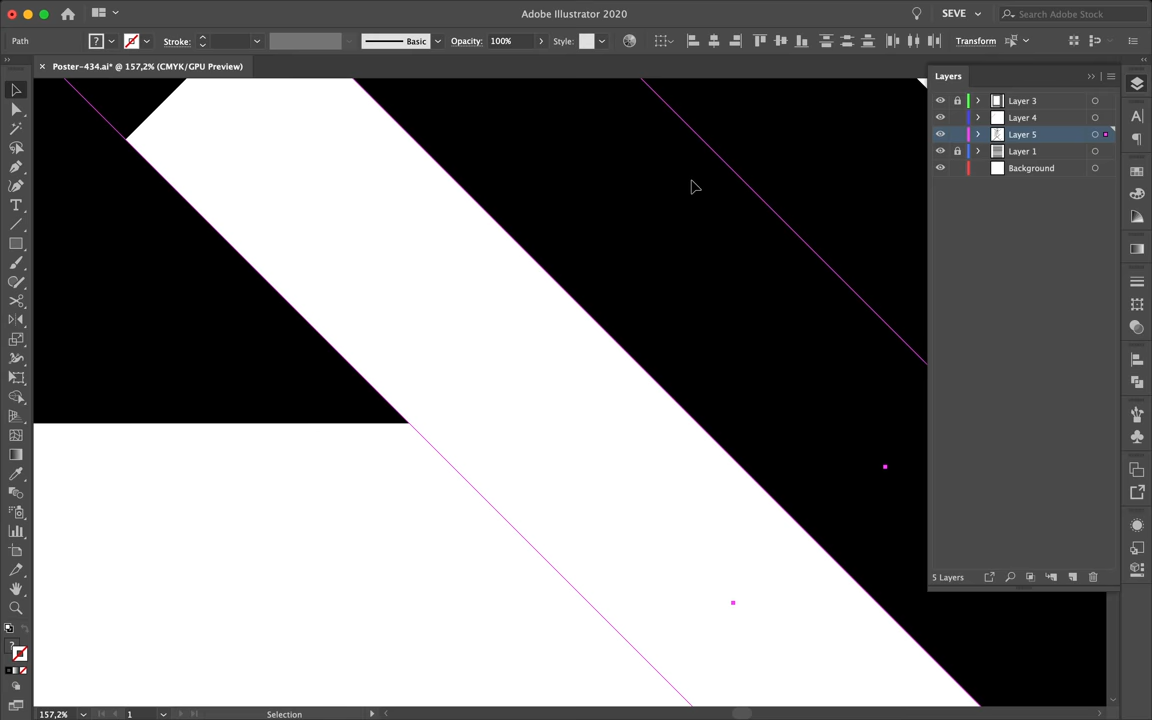 Adobe Illustrator 2020
SEVE
Search Adobe Stock
Path
?
Stroke:
Basic
Opacity:
100%
Style:
Transform
× Poster-434.ai* @ 157,2% (CMYK/GPU Preview)
Layers
Layer 3
Layer 4
Layer 5
Layer 1
Background
5 Layers
?
157,2%
1
Selection